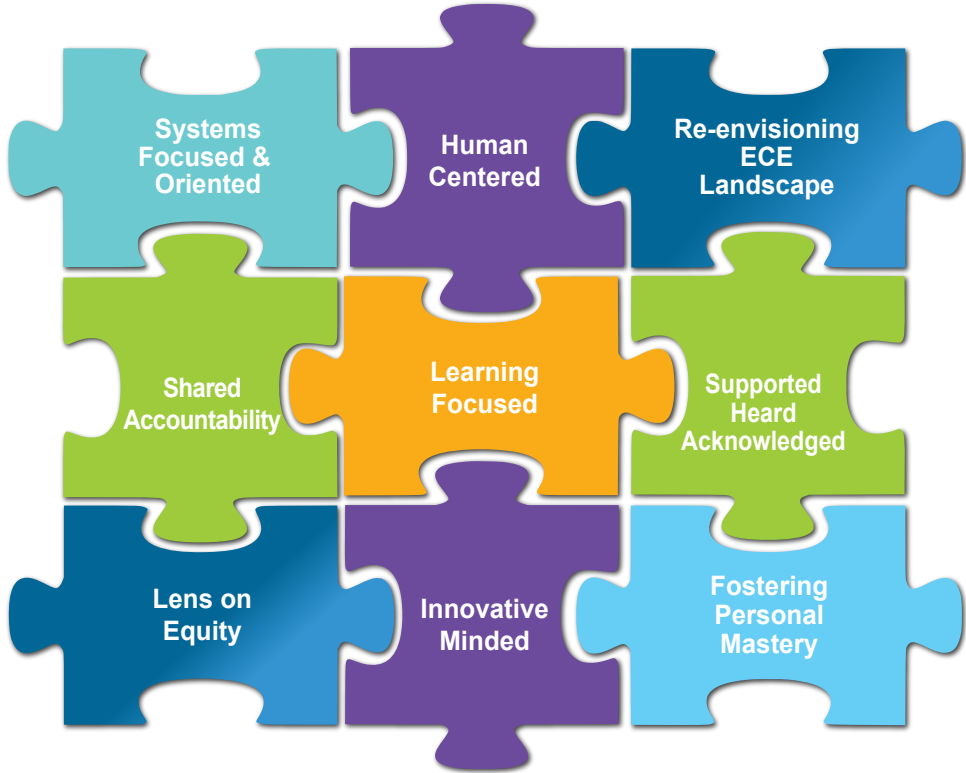 Systems
Focused &
Oriented
Human
Centered
Re-envisioning
ECE
Landscape
Shared
Accountability
Learning
Focused
Supported
Heard
Acknowledged
Lens on
Equity
Innovative
Minded
Fostering
Personal
Mastery